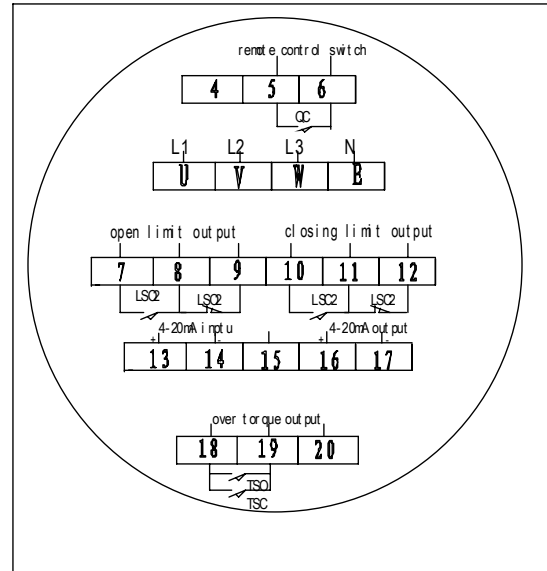 remote control switch
4 5 6
QC
L1 L2 L3 N
U V W E
open limit output closing limit output
7 8 9 10 11 12
LSO2 LSO2 LSC2 LSC2
4-20mA inptu 4-20mA output
+ - + -
13 14 15 16 17
over torque output
18 19 20
TSO
TSC